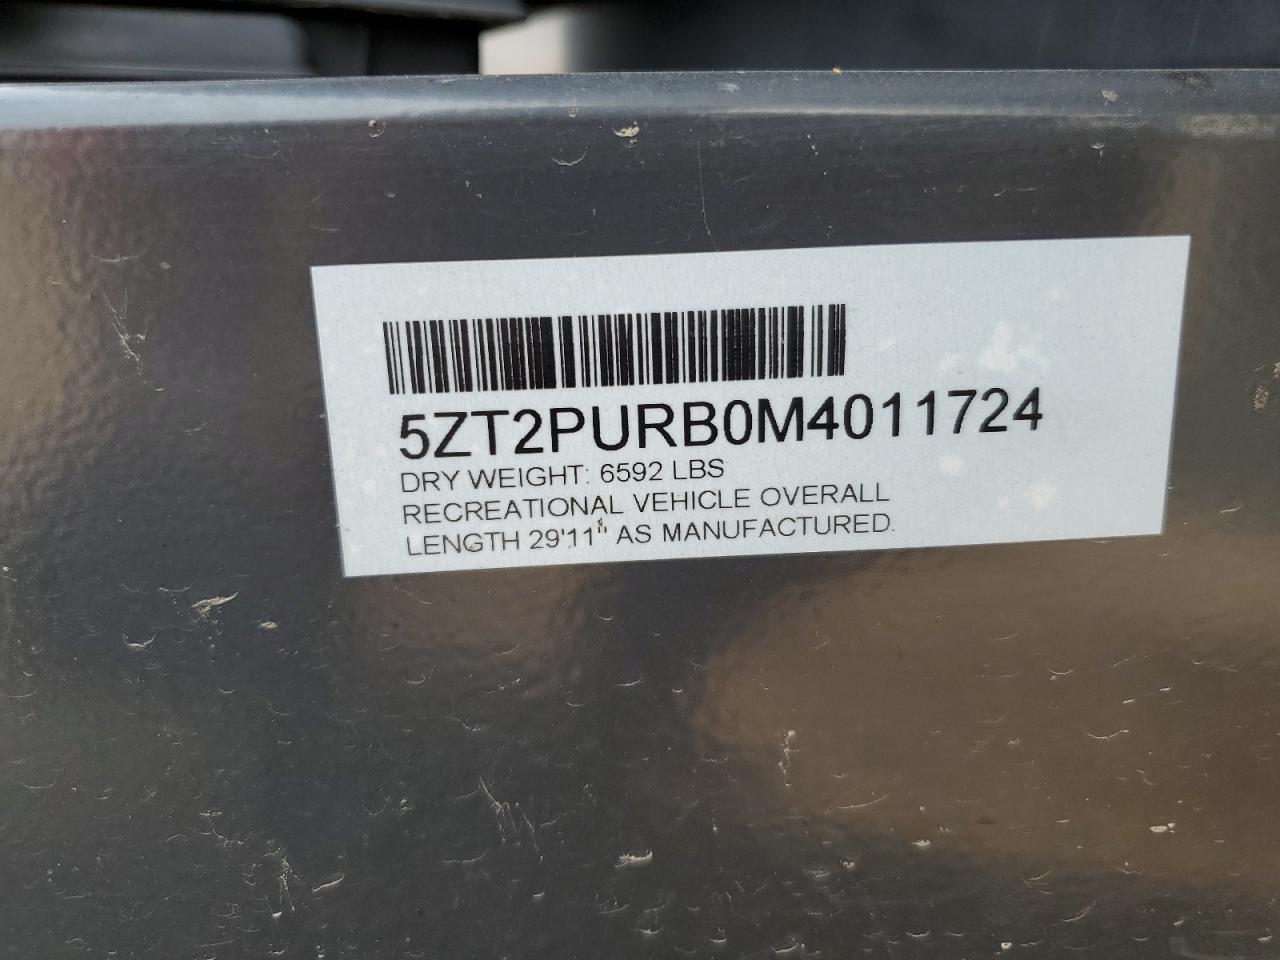 5ZT2PURB0M4011724
DRY WEIGHT: 6592 LBS
RECREATIONAL VEHICLE OVERALL
LENGTH 29'11" AS MANUFACTURED.